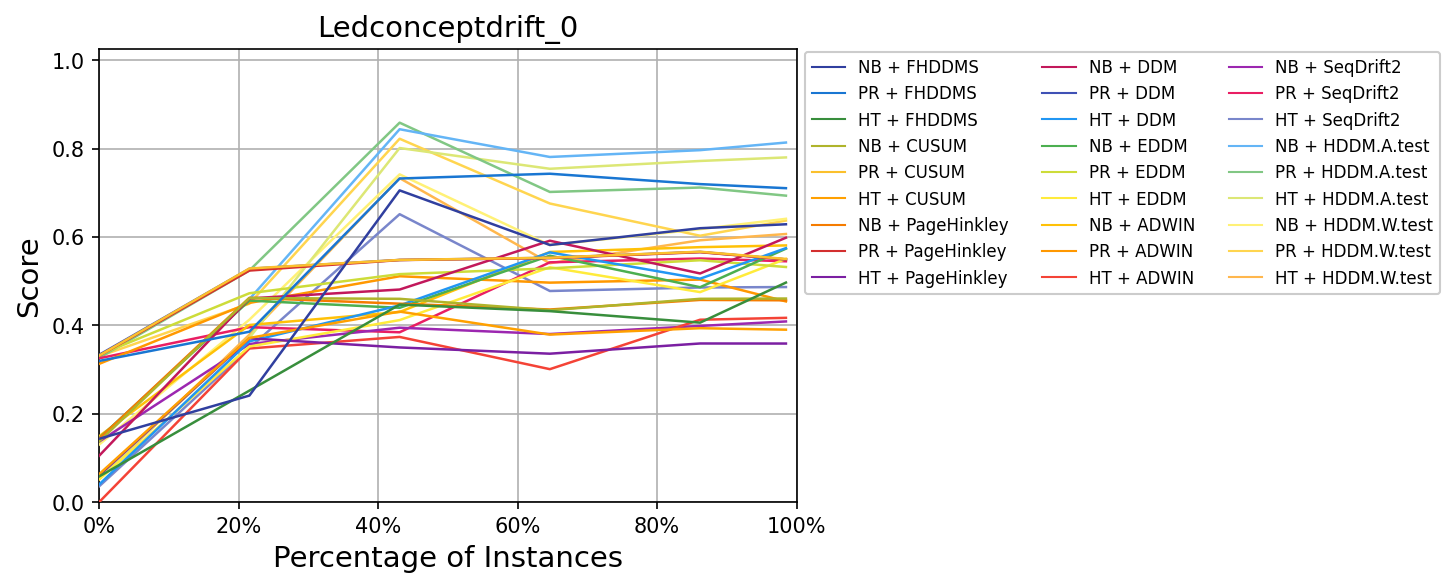 Ledconceptdrift_0
Score
1.0
0.8
0.6
0.4
0.2
0.0
0% 20% 40% 60% 80% 100%
Percentage of Instances
NB + FHDDMS
PR + FHDDMS
HT + FHDDMS
NB + CUSUM
PR + CUSUM
HT + CUSUM
NB + PageHinkley
PR + PageHinkley
HT + PageHinkley
NB + DDM
PR + DDM
HT + DDM
NB + EDDM
PR + EDDM
HT + EDDM
NB + ADWIN
PR + ADWIN
HT + ADWIN
NB + SeqDrift2
PR + SeqDrift2
HT + SeqDrift2
NB + HDDM.A.test
PR + HDDM.A.test
HT + HDDM.A.test
NB + HDDM.W.test
PR + HDDM.W.test
HT + HDDM.W.test